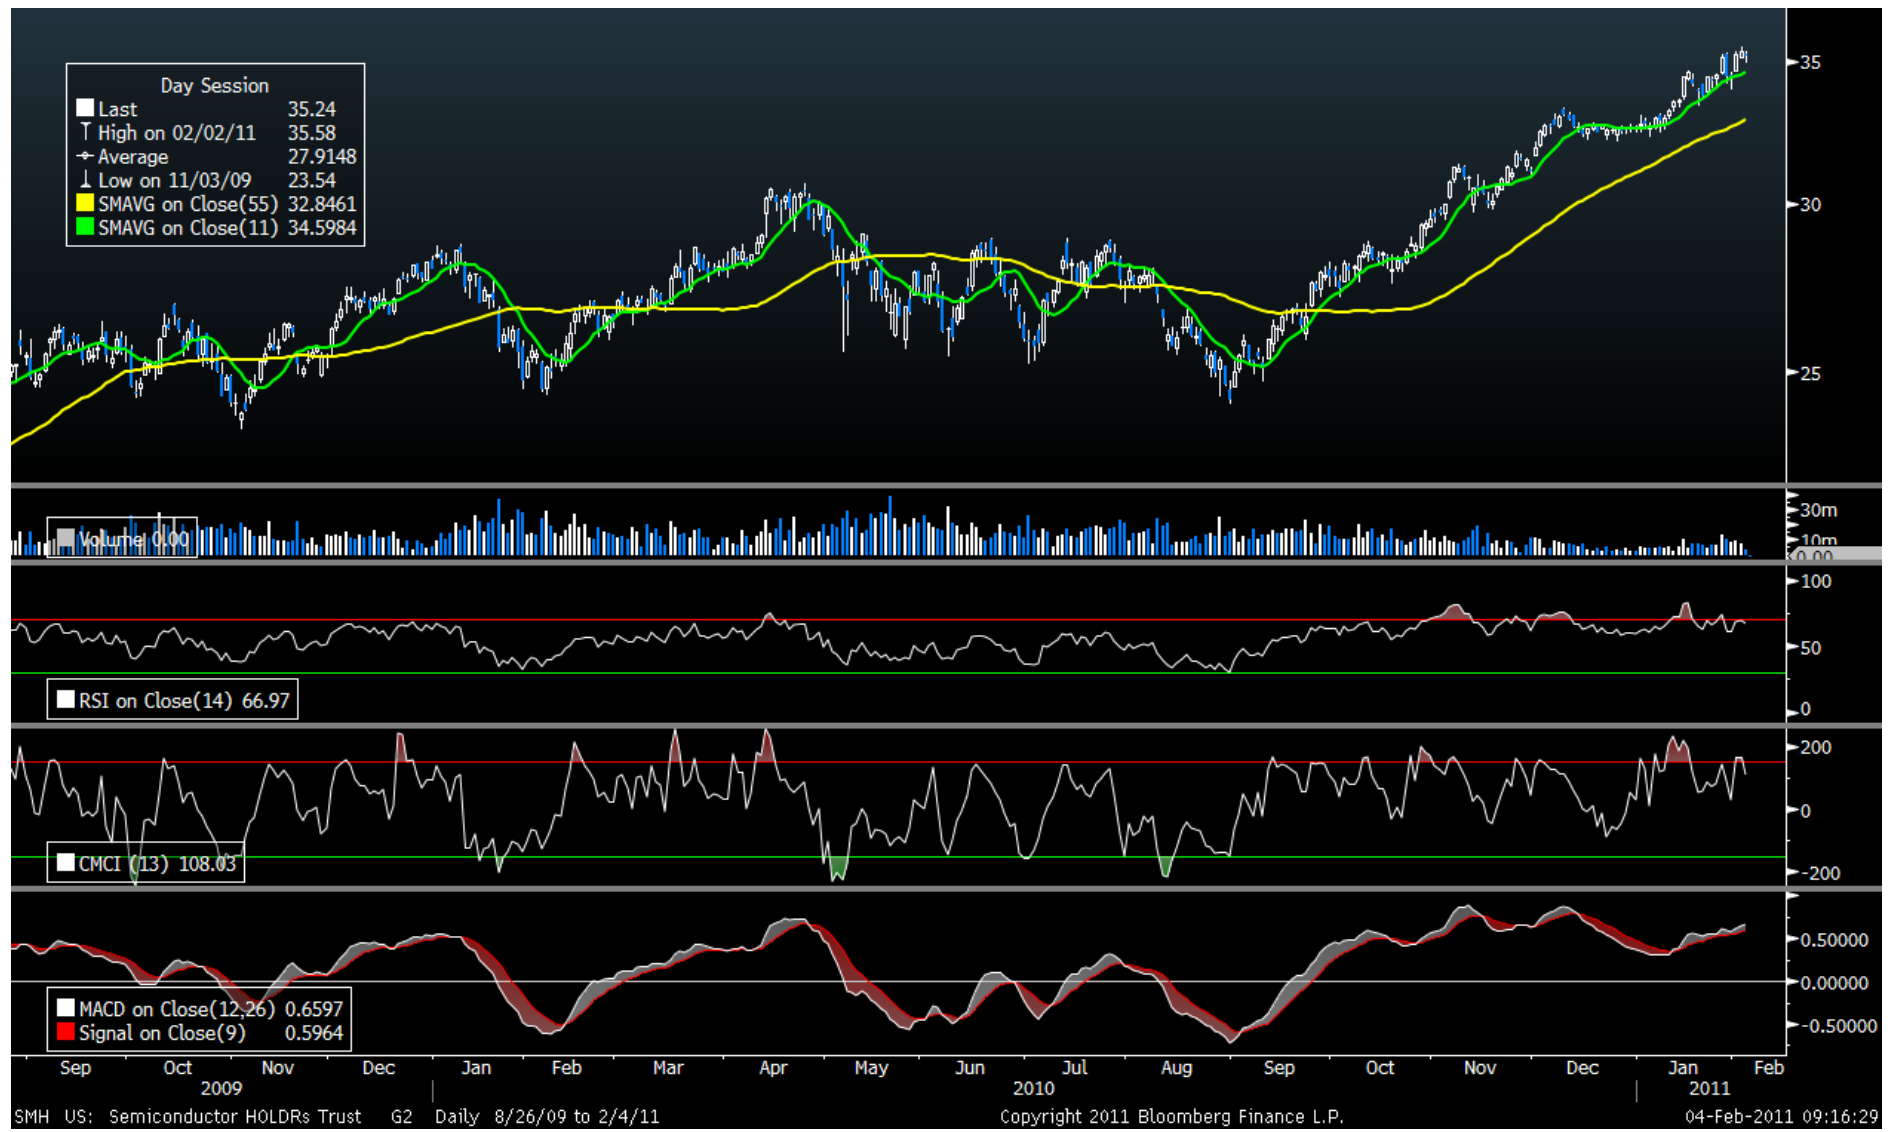 Day Session
Last 35.24
High on 02/02/11 35.58
Average 27.9148
Low on 11/03/09 23.54
SMAVG on Close(55) 32.8461
SMAVG on Close(11) 34.5984
35
30
25
Volume 0.00
30m
10m
0.00
100
50
0
RSI on Close(14) 66.97
200
0
-200
CMCI (13) 108.03
0.50000
0.00000
-0.50000
MACD on Close(12,26) 0.6597
Signal on Close(9) 0.5964
Sep Oct Nov Dec Jan Feb Mar Apr May Jun Jul Aug Sep Oct Nov Dec Jan Feb
2009 2010 2011
SMH US: Semiconductor HOLDRs Trust G2 Daily 8/26/09 to 2/4/11 Copyright 2011 Bloomberg Finance L.P. 04-Feb-2011 09:16:29